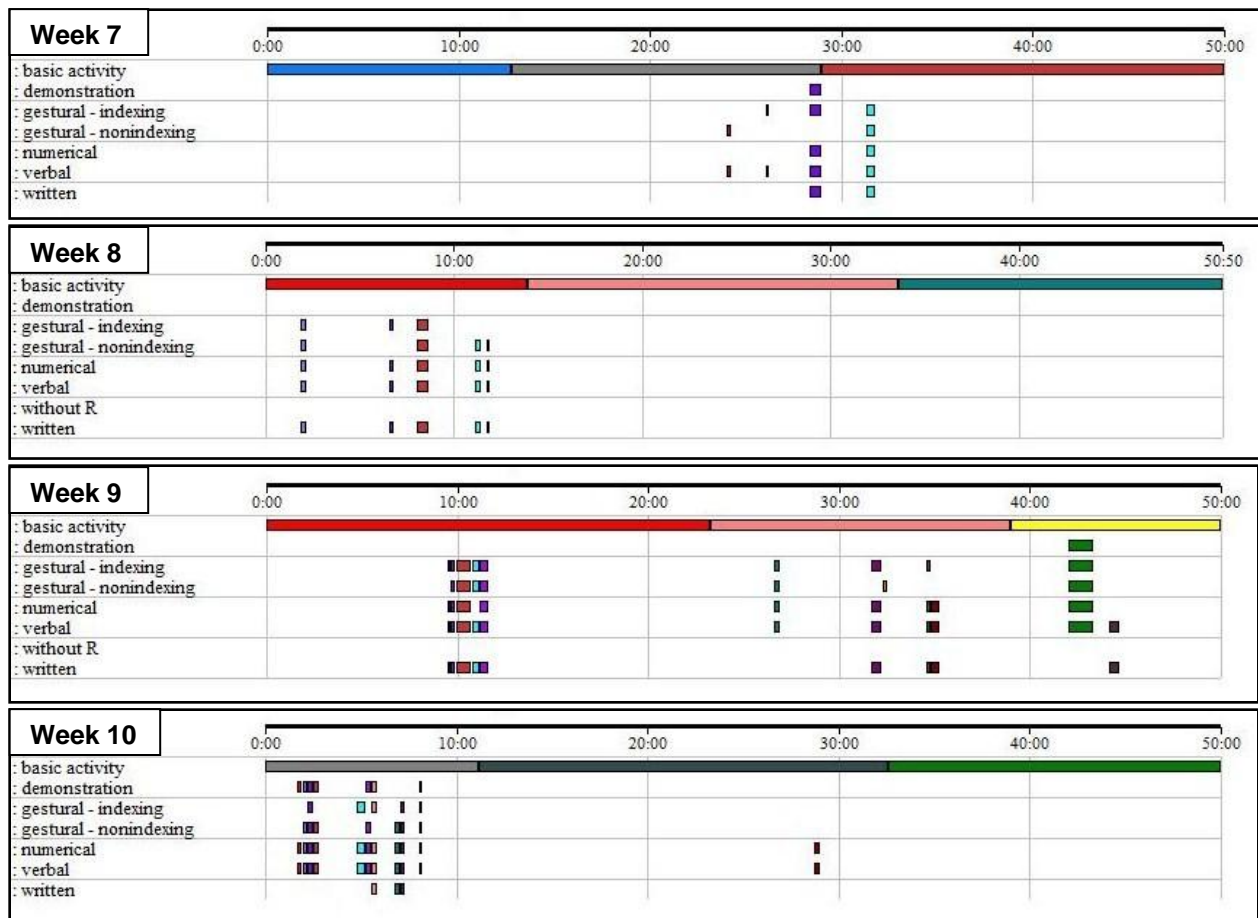 Week 7
0:00 10:00 20:00 30:00 40:00 50:00
: basic activity
: demonstration
: gestural - indexing
: gestural - nonindexing
: numerical
: verbal
: written
Week 8
0:00 10:00 20:00 30:00 40:00 50:50
: basic activity
: demonstration
: gestural - indexing
: gestural - nonindexing
: numerical
: verbal
: without R
: written
Week 9
0:00 10:00 20:00 30:00 40:00 50:00
: basic activity
: demonstration
: gestural - indexing
: gestural - nonindexing
: numerical
: verbal
: without R
: written
Week 10
0:00 10:00 20:00 30:00 40:00 50:00
: basic activity
: demonstration
: gestural - indexing
: gestural - nonindexing
: numerical
: verbal
: written